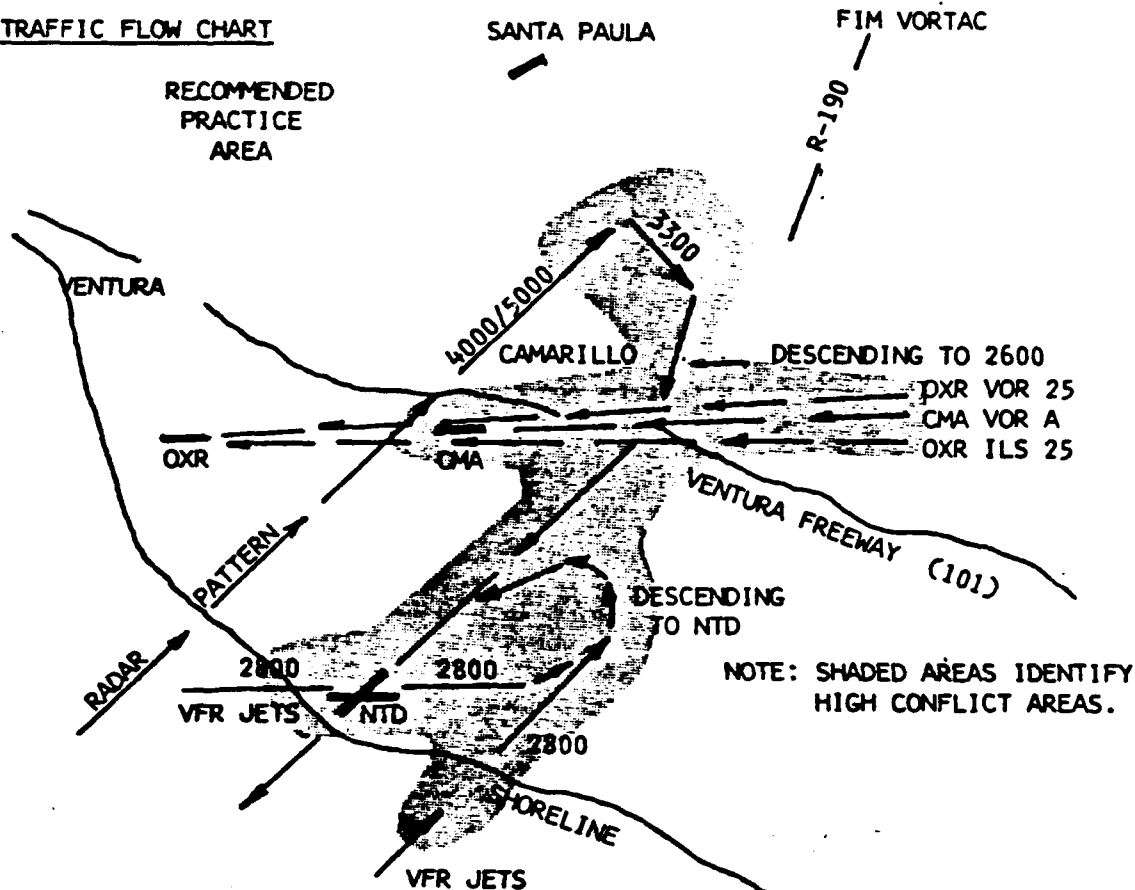 TRAFFIC FLOW CHART
SANTA PAULA
FIM VORTAC
RECOMMENDED
PRACTICE
AREA
R-190
3300
VENTURA
4000/5000
CAMARILLO
DESCENDING TO 2600
OXR VOR 25
CMA VOR A
OXR ILS 25
OXR
CMA
VENTURA FREEWAY (101)
PATTERN
DESCENDING
TO NTD
RADAR
2800
2800
NOTE: SHADED AREAS IDENTIFY
HIGH CONFLICT AREAS.
VFR JETS
NTD
2800
SHORELINE
VFR JETS